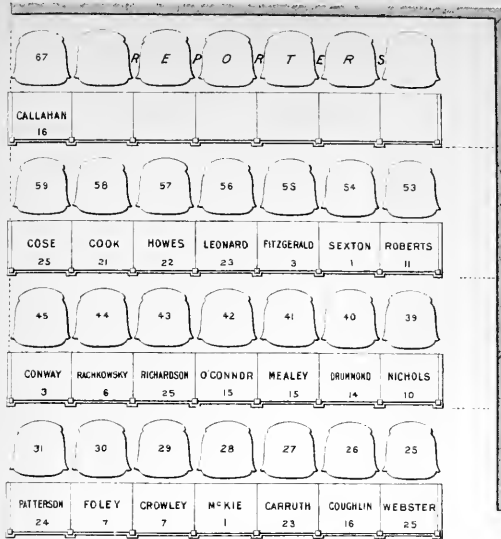 67 REPORTERS
CALLAHAN
16
59 58 57 56 55 54 53
COSE COOK HOWES LEONARD FITZGERALD SEXTON ROBERTS
25 21 22 23 3 1 11
45 44 43 42 41 40 39
CONWAY RACHKOWSKY RICHARDSON O'CONNOR MEALEY DRUMMOND NICHOLS
3 6 25 15 15 14 10
31 30 29 28 27 26 25
PATTERSON FOLEY CROWLEY McKIE CARRUTH COUGHLIN WEBSTER
24 7 7 1 23 16 25